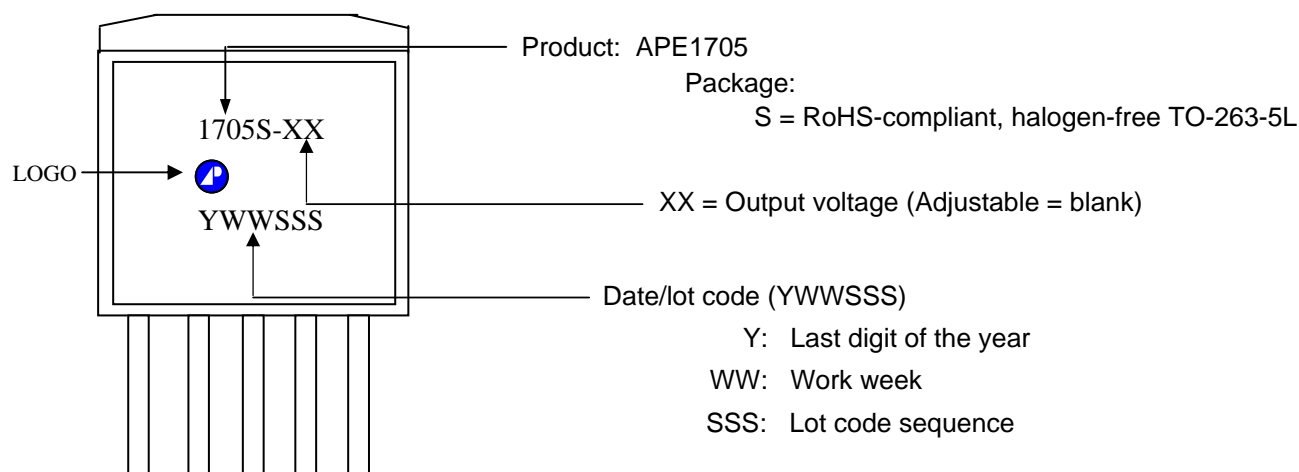 Product: APE1705
Package:
S = RoHS-compliant, halogen-free TO-263-5L
1705S-XX
LOGO
XX = Output voltage (Adjustable = blank)
YWWSSS
Date/lot code (YWWSSS)
Y: Last digit of the year
WW: Work week
SSS: Lot code sequence